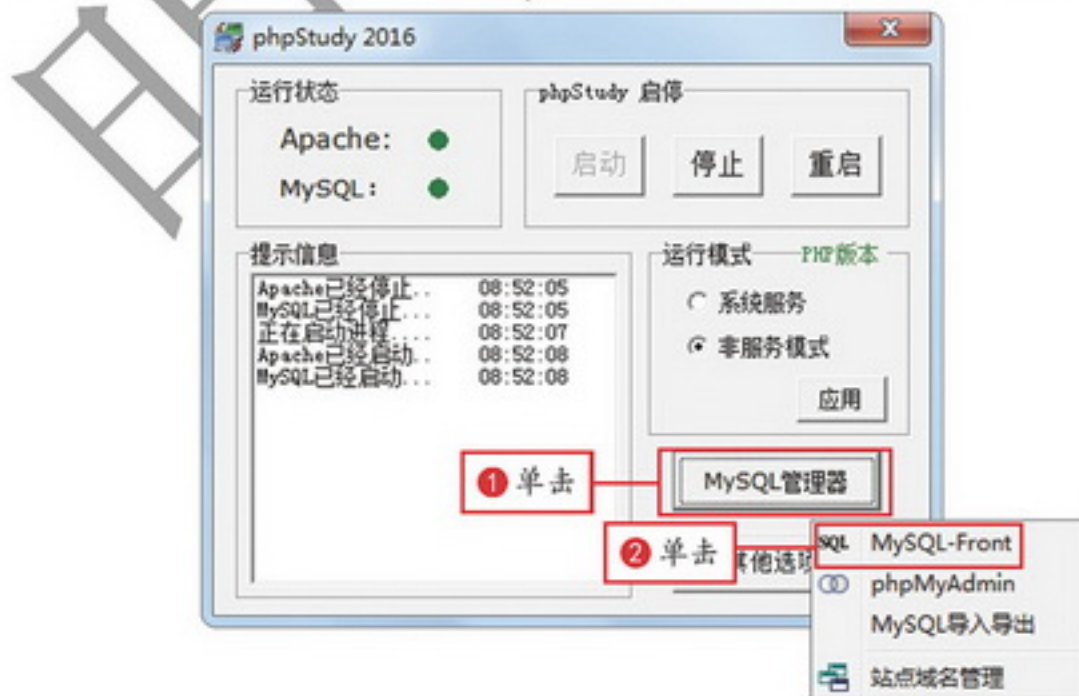 phpStudy 2016
x
运行状态
Apache:
MySQL:
phpStudy 启停
启动 停止 重启
提示信息
Apache已经停止.. 08:52:05
MySQL已经停止... 08:52:05
正在启动进程.... 08:52:07
Apache已经启动.. 08:52:08
MySQL已经启动... 08:52:08
运行模式 PHP版本
系统服务
非服务模式
应用
1 单击
MySQL管理器
2 单击
其他选项
SQL MySQL-Front
phpMyAdmin
MySQL导入导出
站点域名管理